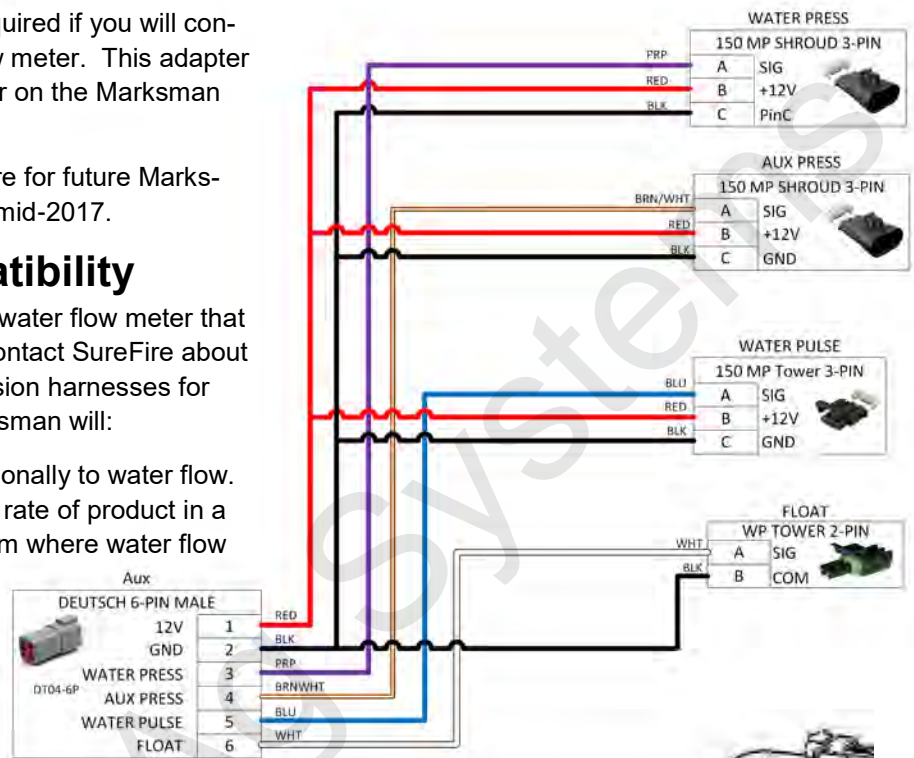 quired if you will con-
w meter. This adapter
r on the Marksman
re for future Marks-
mid-2017.
atibility
water flow meter that
ontact SureFire about
sion harnesses for
sman will:
onally to water flow.
rate of product in a
m where water flow
WATER PRESS
150 MP SHROUD 3-PIN
PRP A SIG
RED B +12V
BLK C PinC
AUX PRESS
150 MP SHROUD 3-PIN
BRN/WHT A SIG
RED B +12V
BLK C GND
WATER PULSE
150 MP Tower 3-PIN
BLU A SIG
RED B +12V
BLK C GND
FLOAT
WP TOWER 2-PIN
WHT A SIG
BLK B COM
Aux
DEUTSCH 6-PIN MALE
12V 1 RED
GND 2 BLK
WATER PRESS 3 PRP
DT04-6P
AUX PRESS 4 BRNWHT
WATER PULSE 5 BLU
FLOAT 6 WHT
Ag Systems